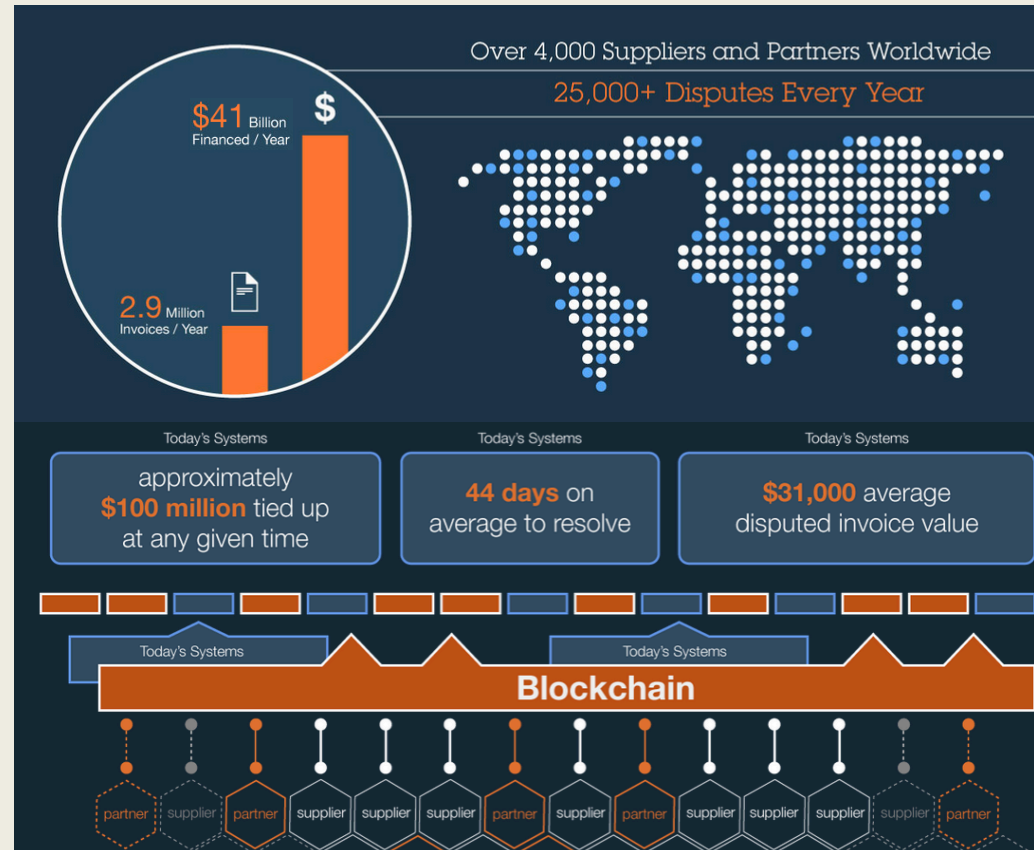 Over 4,000 Suppliers and Partners Worldwide
25,000+ Disputes Every Year
$
$41 Billion
Financed / Year
2.9 Million
Invoices / Year
Today's Systems
approximately
$100 million tied up
at any given time
Today's Systems
44 days on
average to resolve
Today's Systems
$31,000 average
disputed invoice value
Today's Systems
Today's Systems
Blockchain
partner
supplier
partner
supplier
supplier
supplier
partner
supplier
partner
supplier
supplier
supplier
supplier
partner